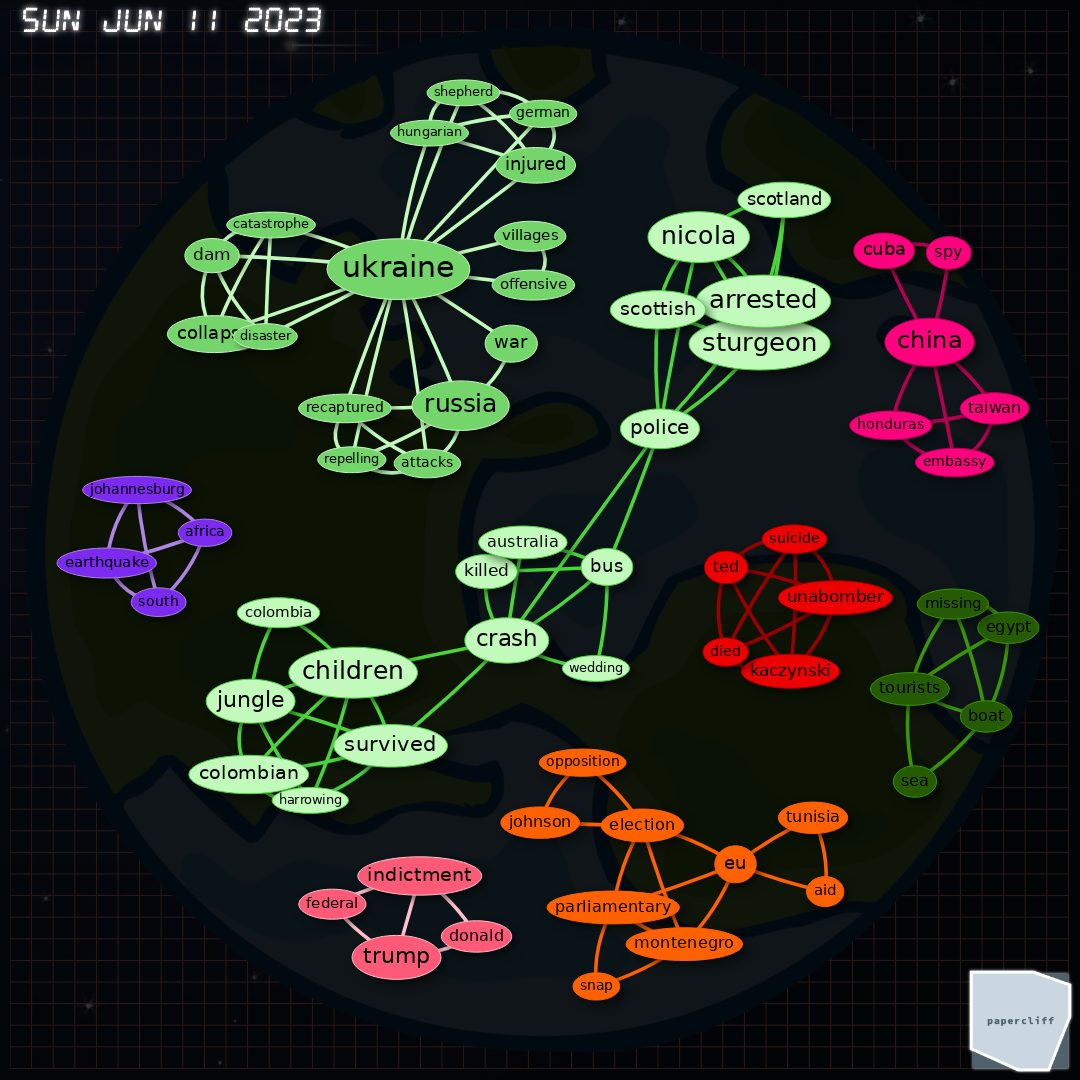 SUN JUN 11 2023
shepherd
german
hungarian
injured
catastrophe
dam
villages
ukraine
offensive
collaps
disaster
war
russia
recaptured
repelling
attacks
scotland
nicola
arrested
scottish
sturgeon
police
cuba
spy
china
taiwan
honduras
embassy
johannesburg
africa
earthquake
south
australia
killed
bus
crash
wedding
colombia
children
jungle
survived
colombian
harrowing
suicide
ted
unabomber
died
kaczynski
missing
egypt
tourists
boat
sea
opposition
johnson
election
tunisia
eu
aid
parliamentary
montenegro
snap
indictment
federal
donald
trump
papercliff